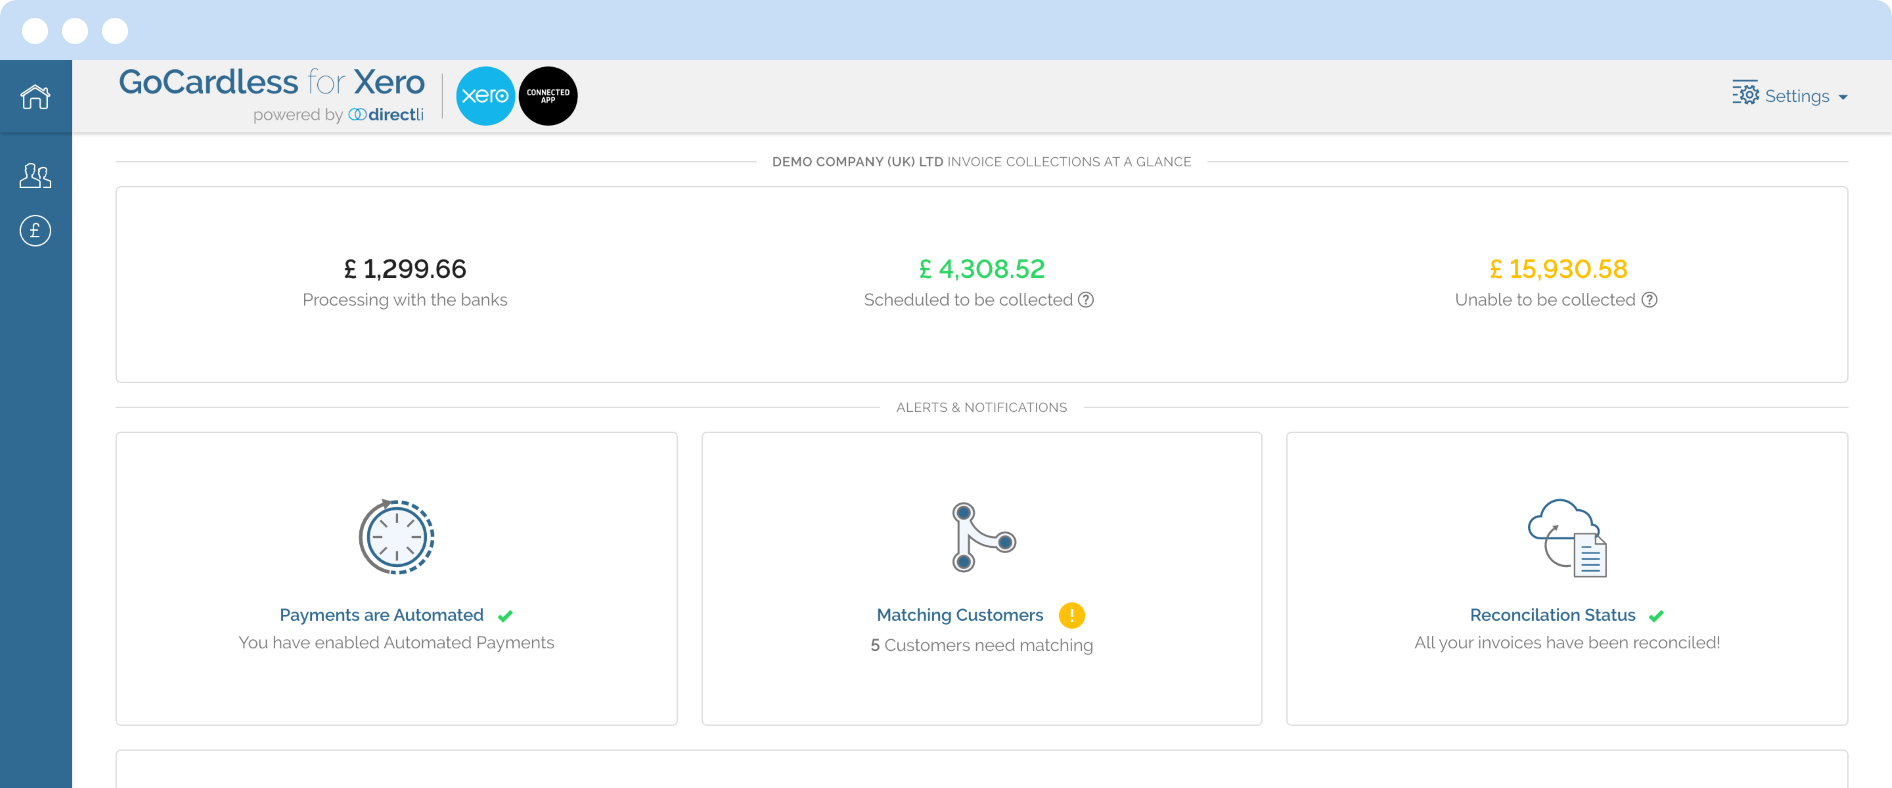 GoCardless for Xero
powered by directli
xero
CONNECTED
APP
Settings
DEMO COMPANY (UK) LTD INVOICE COLLECTIONS AT A GLANCE
£ 1,299.66
Processing with the banks
£ 4,308.52
Scheduled to be collected ?
£ 15,930.58
Unable to be collected ?
ALERTS & NOTIFICATIONS
Payments are Automated
You have enabled Automated Payments
Matching Customers !
5 Customers need matching
Reconcilation Status
All your invoices have been reconciled!
£